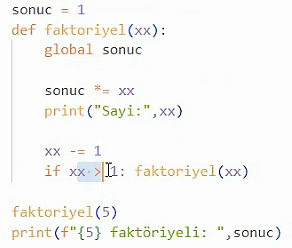 sonuc = 1
def faktoriyel(xx):
global sonuc
sonuc *= xx
print("Sayi:",xx)
xx -= 1
if xx > 1: faktoriyel(xx)
faktoriyel(5)
print(f"{5} faktöriyeli: ",sonuc)